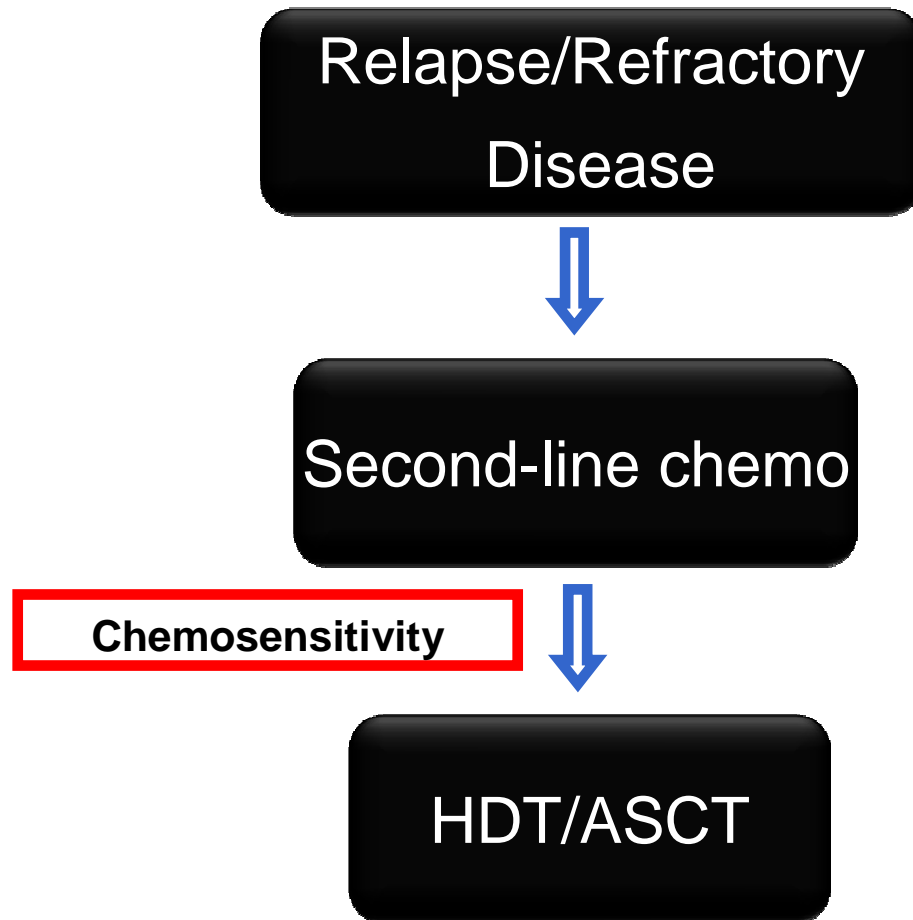 Relapse/Refractory
Disease
Second-line chemo
Chemosensitivity
HDT/ASCT